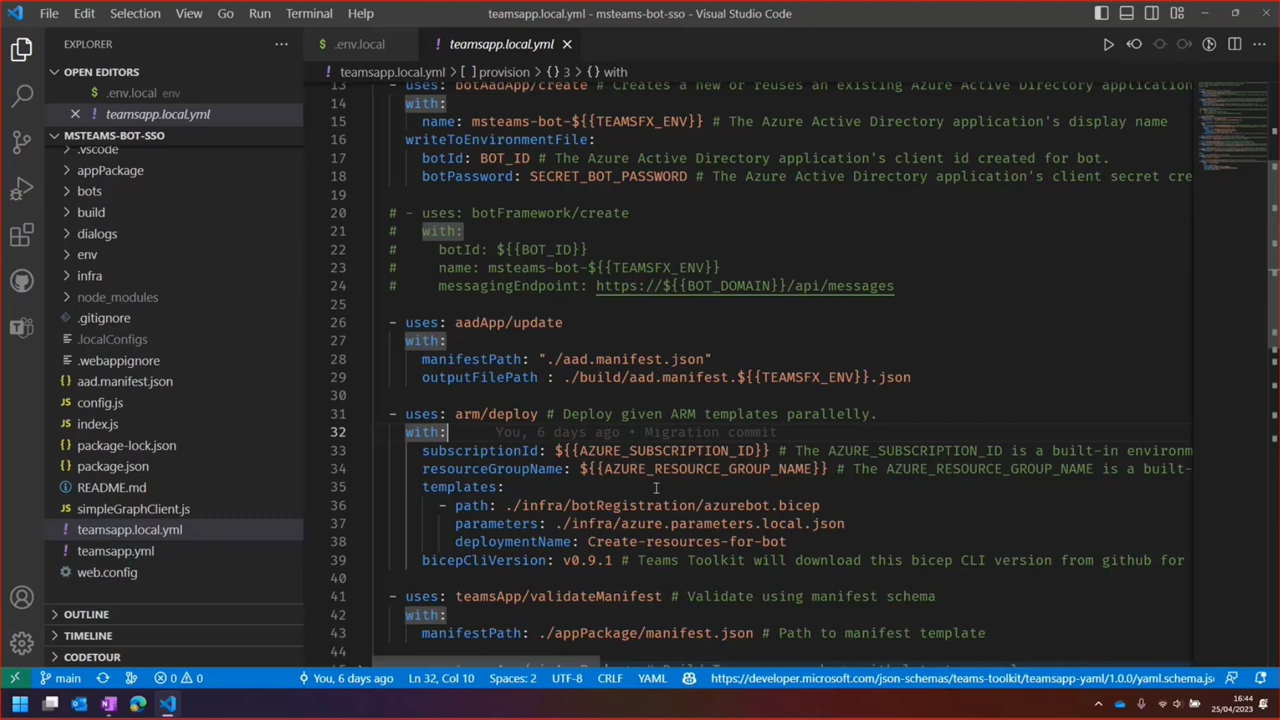 File Edit Selection View Go Run Terminal Help teamsapp.local.yml - msteams-bot-sso - Visual Studio Code
EXPLORER
$ .env.local
! teamsapp.local.yml
OPEN EDITORS
$ .env.local env
! teamsapp.local.yml
MSTEAMS-BOT-SSO
.vscode
appPackage
bots
build
dialogs
env
infra
node_modules
.gitignore
.localConfigs
.webappignore
aad.manifest.json
config.js
index.js
package-lock.json
package.json
README.md
simpleGraphClient.js
teamsapp.local.yml
teamsapp.yml
web.config
OUTLINE
TIMELINE
CODETOUR
! teamsapp.local.yml > [ ] provision > {} 3 > {} with
13 - uses: botAadApp/create # Creates a new or reuses an existing Azure Active Directory application
14 with:
15 name: msteams-bot-${{TEAMSFX_ENV}} # The Azure Active Directory application's display name
16 writeToEnvironmentFile:
17 botId: BOT_ID # The Azure Active Directory application's client id created for bot.
18 botPassword: SECRET_BOT_PASSWORD # The Azure Active Directory application's client secret cre
19
20 # - uses: botFramework/create
21 # with:
22 # botId: ${{BOT_ID}}
23 # name: msteams-bot-${{TEAMSFX_ENV}}
24 # messagingEndpoint: https://${{BOT_DOMAIN}}/api/messages
25
26 - uses: aadApp/update
27 with:
28 manifestPath: "./aad.manifest.json"
29 outputFilePath : ./build/aad.manifest.${{TEAMSFX_ENV}}.json
30
31 - uses: arm/deploy # Deploy given ARM templates parallelly.
32 with: You, 6 days ago • Migration commit
33 subscriptionId: ${{AZURE_SUBSCRIPTION_ID}} # The AZURE_SUBSCRIPTION_ID is a built-in environm
34 resourceGroupName: ${{AZURE_RESOURCE_GROUP_NAME}} # The AZURE_RESOURCE_GROUP_NAME is a built-
35 templates:
36 - path: ./infra/botRegistration/azurebot.bicep
37 parameters: ./infra/azure.parameters.local.json
38 deploymentName: Create-resources-for-bot
39 bicepCliVersion: v0.9.1 # Teams Toolkit will download this bicep CLI version from github for
40
41 - uses: teamsApp/validateManifest # Validate using manifest schema
42 with:
43 manifestPath: ./appPackage/manifest.json # Path to manifest template
44
main 0 0 You, 6 days ago Ln 32, Col 10 Spaces: 2 UTF-8 CRLF YAML https://developer.microsoft.com/json-schemas/teams-toolkit/teamsapp-yaml/1.0.0/yaml.schema.js
16:44
25/04/2023